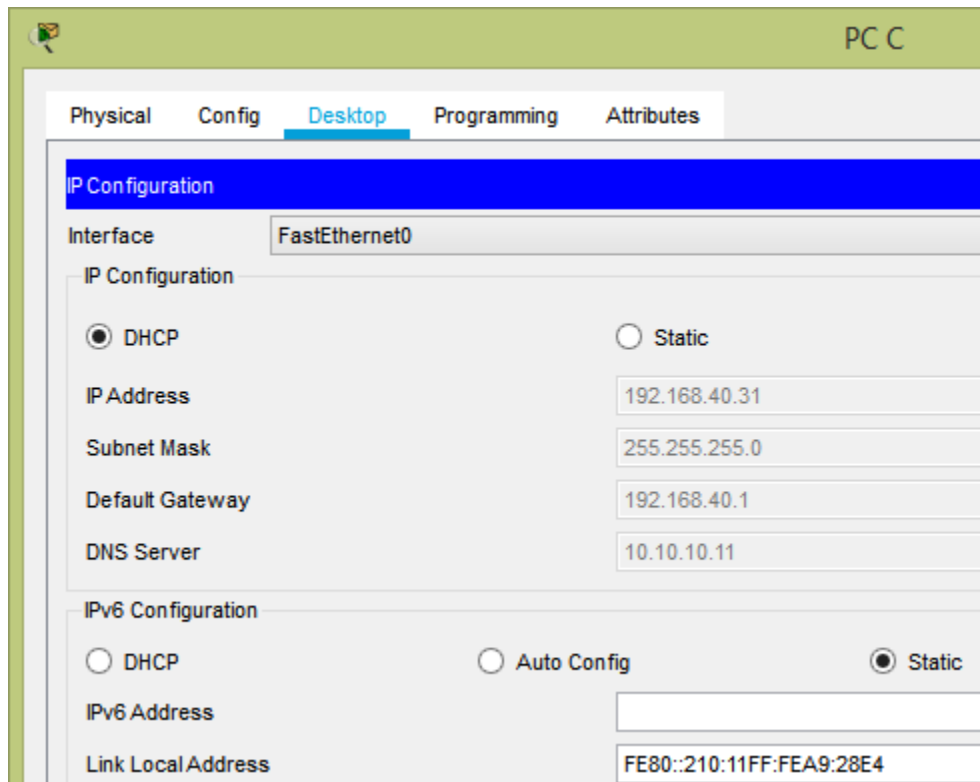 PC C
Physical Config Desktop Programming Attributes
IP Configuration
Interface FastEthernet0
IP Configuration
DHCP Static
IP Address 192.168.40.31
Subnet Mask 255.255.255.0
Default Gateway 192.168.40.1
DNS Server 10.10.10.11
IPv6 Configuration
DHCP Auto Config Static
IPv6 Address
Link Local Address FE80::210:11FF:FEA9:28E4